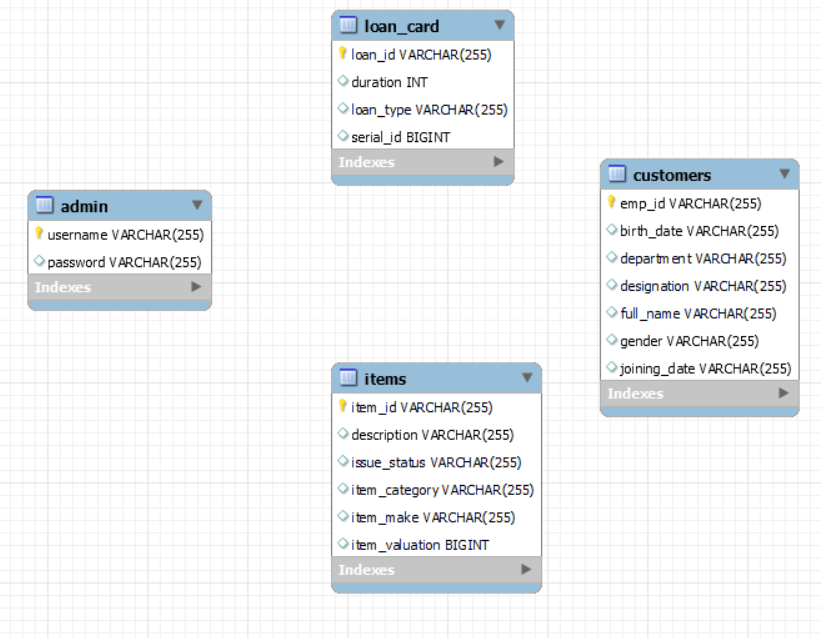 loan_card
loan_id VARCHAR(255)
duration INT
loan_type VARCHAR(255)
serial_id BIGINT
Indexes
admin
username VARCHAR(255)
password VARCHAR(255)
Indexes
customers
emp_id VARCHAR(255)
birth_date VARCHAR(255)
department VARCHAR(255)
designation VARCHAR(255)
full_name VARCHAR(255)
gender VARCHAR(255)
joining_date VARCHAR(255)
Indexes
items
item_id VARCHAR(255)
description VARCHAR(255)
issue_status VARCHAR(255)
item_category VARCHAR(255)
item_make VARCHAR(255)
item_valuation BIGINT
Indexes